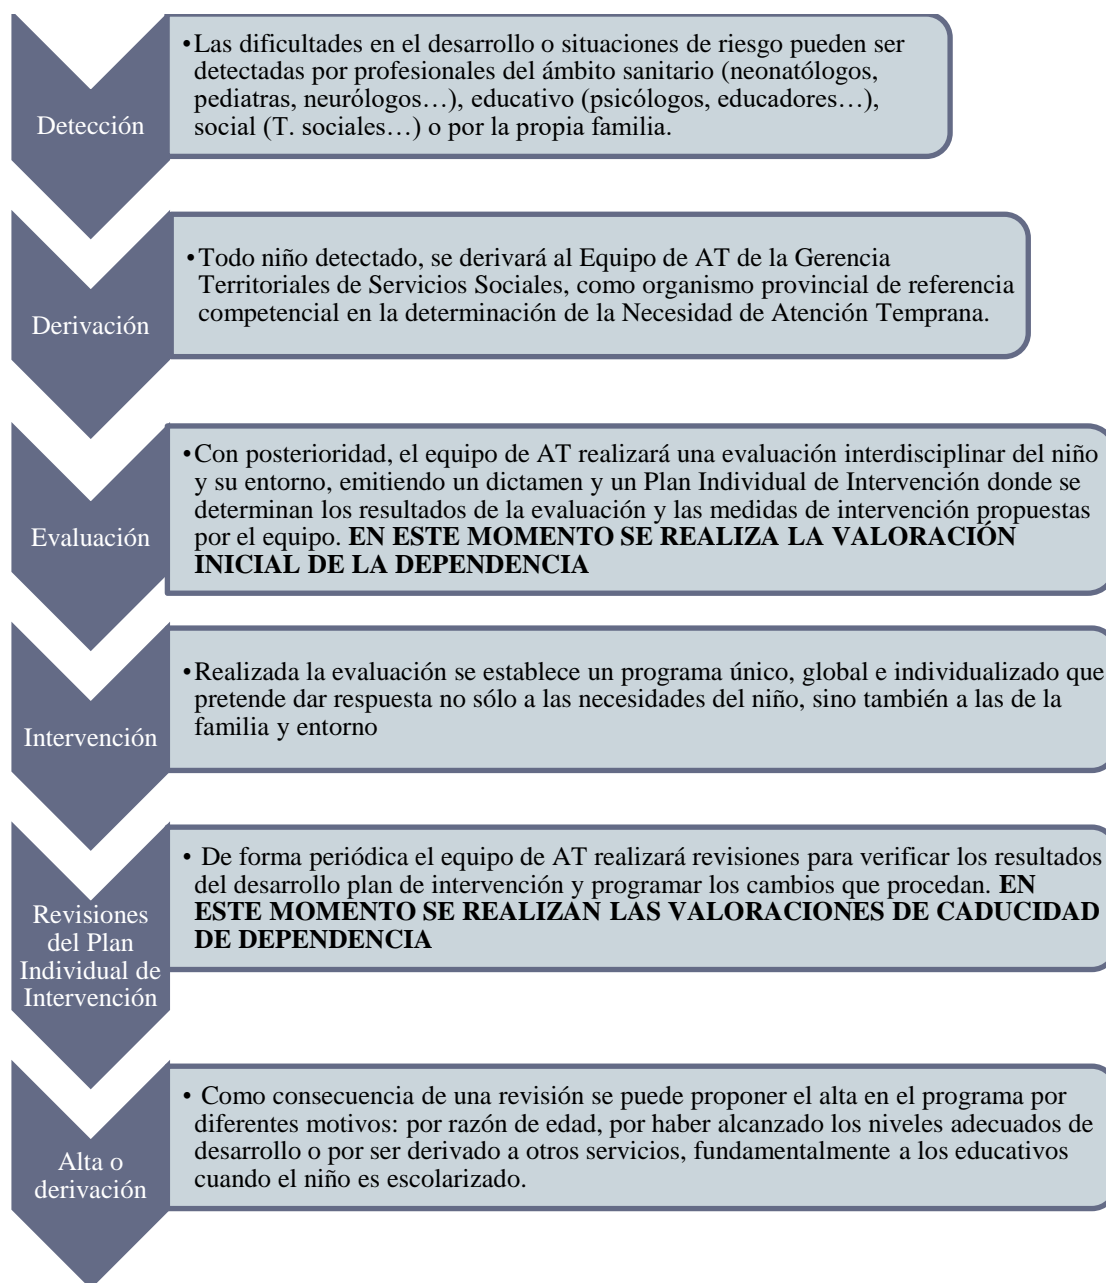 Detección
•Las dificultades en el desarrollo o situaciones de riesgo pueden ser
detectadas por profesionales del ámbito sanitario (neonatólogos,
pediatras, neurólogos…), educativo (psicólogos, educadores…),
social (T. sociales…) o por la propia familia.
Derivación
•Todo niño detectado, se derivará al Equipo de AT de la Gerencia
Territoriales de Servicios Sociales, como organismo provincial de referencia
competencial en la determinación de la Necesidad de Atención Temprana.
Evaluación
•Con posterioridad, el equipo de AT realizará una evaluación interdisciplinar del niño
y su entorno, emitiendo un dictamen y un Plan Individual de Intervención donde se
determinan los resultados de la evaluación y las medidas de intervención propuestas
por el equipo. EN ESTE MOMENTO SE REALIZA LA VALORACIÓN
INICIAL DE LA DEPENDENCIA
Intervención
•Realizada la evaluación se establece un programa único, global e individualizado que
pretende dar respuesta no sólo a las necesidades del niño, sino también a las de la
familia y entorno
Revisiones
del Plan
Individual de
Intervención
• De forma periódica el equipo de AT realizará revisiones para verificar los resultados
del desarrollo plan de intervención y programar los cambios que procedan. EN
ESTE MOMENTO SE REALIZAN LAS VALORACIONES DE CADUCIDAD
DE DEPENDENCIA
Alta o
derivación
• Como consecuencia de una revisión se puede proponer el alta en el programa por
diferentes motivos: por razón de edad, por haber alcanzado los niveles adecuados de
desarrollo o por ser derivado a otros servicios, fundamentalmente a los educativos
cuando el niño es escolarizado.